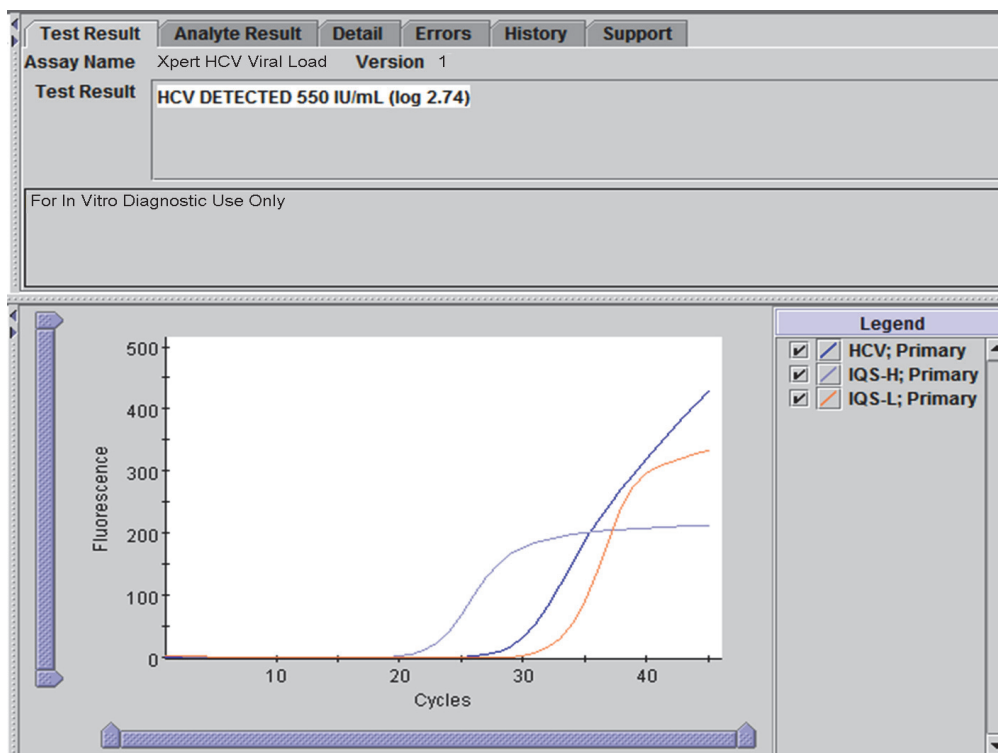 Test Result Analyte Result Detail Errors History Support
Assay Name Xpert HCV Viral Load Version 1
Test Result HCV DETECTED 550 IU/mL (log 2.74)
For In Vitro Diagnostic Use Only
500
400
300
200
100
0
Fluorescence
10 20 30 40
Cycles
Legend
HCV; Primary
IQS-H; Primary
IQS-L; Primary